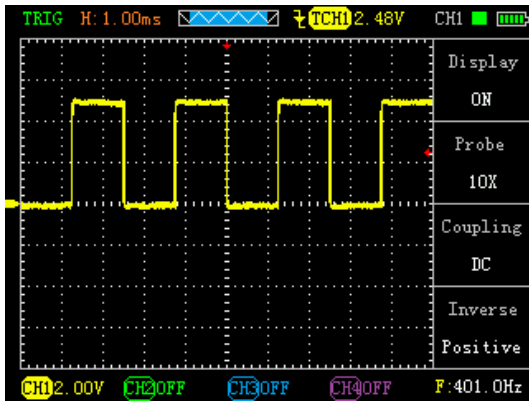 TRIG H:1.00ms TCH1 2.48V CH1
Display
ON
Probe
10X
Coupling
DC
Inverse
Positive
CH1 2.00V CH2 OFF CH3 OFF CH4 OFF F:401.0Hz